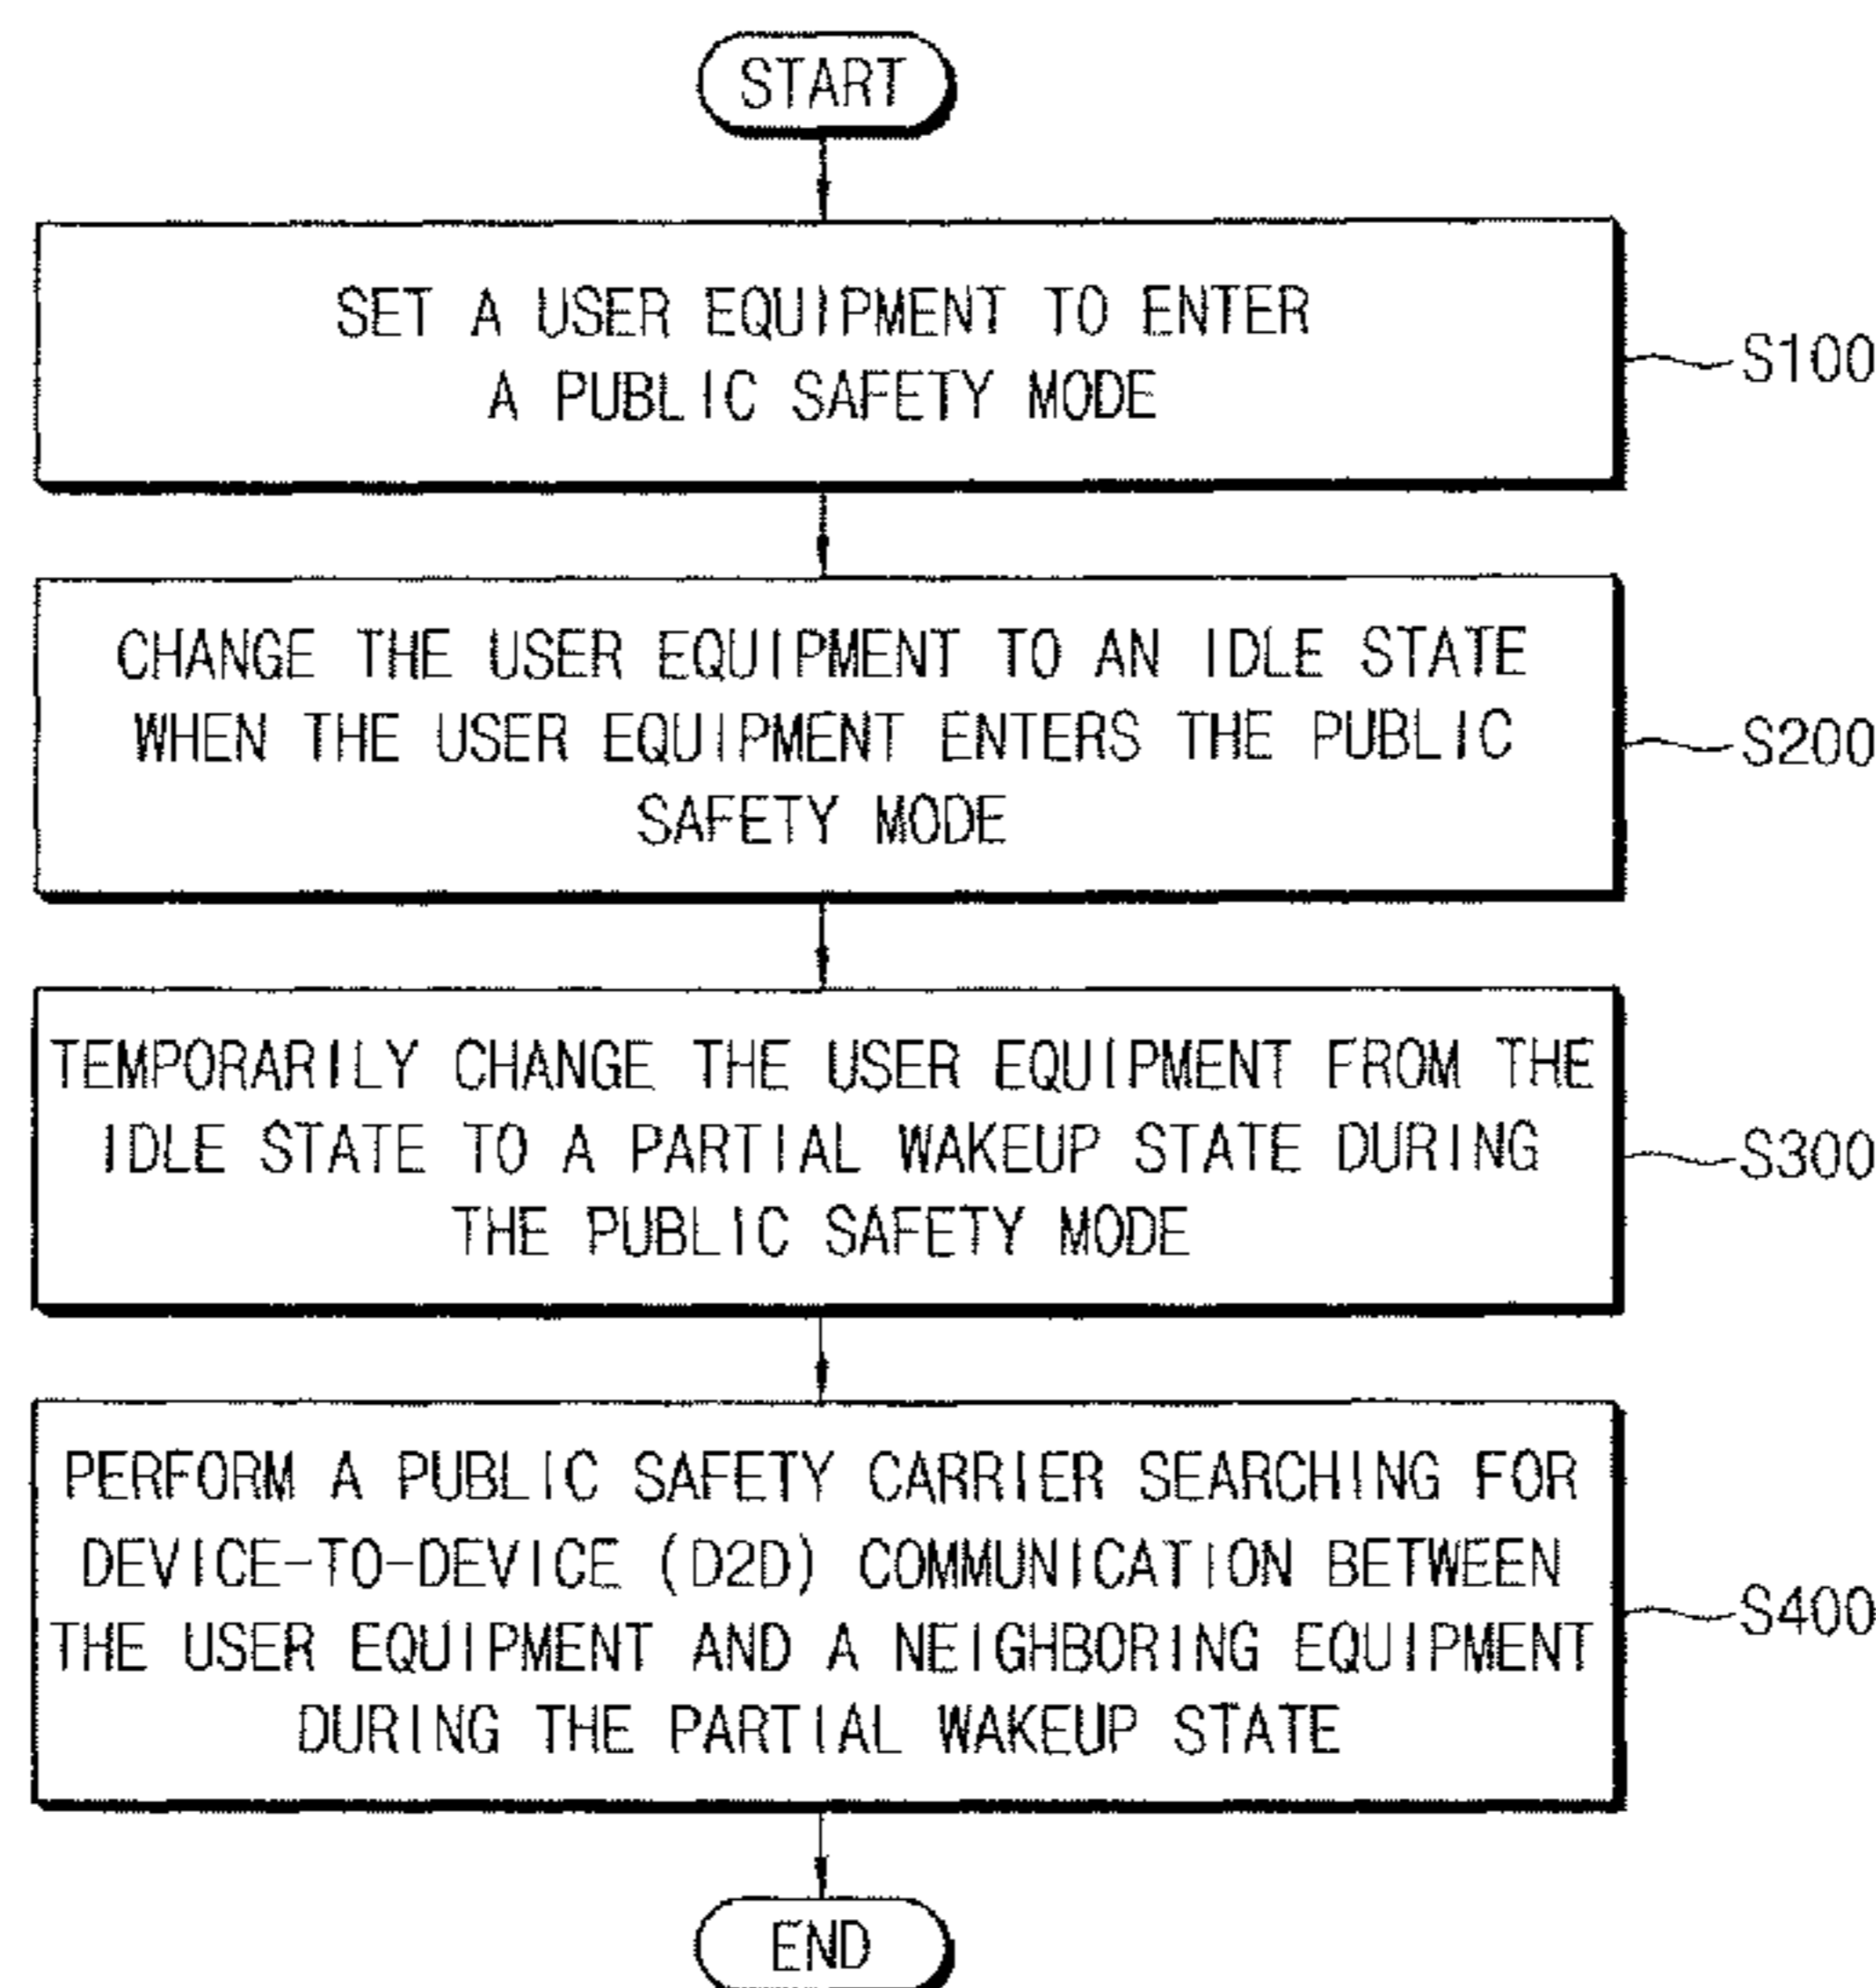 START
SET A USER EQUIPMENT TO ENTER
A PUBLIC SAFETY MODE
S100
CHANGE THE USER EQUIPMENT TO AN IDLE STATE
WHEN THE USER EQUIPMENT ENTERS THE PUBLIC
SAFETY MODE
S200
TEMPORARILY CHANGE THE USER EQUIPMENT FROM THE
IDLE STATE TO A PARTIAL WAKEUP STATE DURING
THE PUBLIC SAFETY MODE
S300
PERFORM A PUBLIC SAFETY CARRIER SEARCHING FOR
DEVICE-TO-DEVICE (D2D) COMMUNICATION BETWEEN
THE USER EQUIPMENT AND A NEIGHBORING EQUIPMENT
DURING THE PARTIAL WAKEUP STATE
S400
END